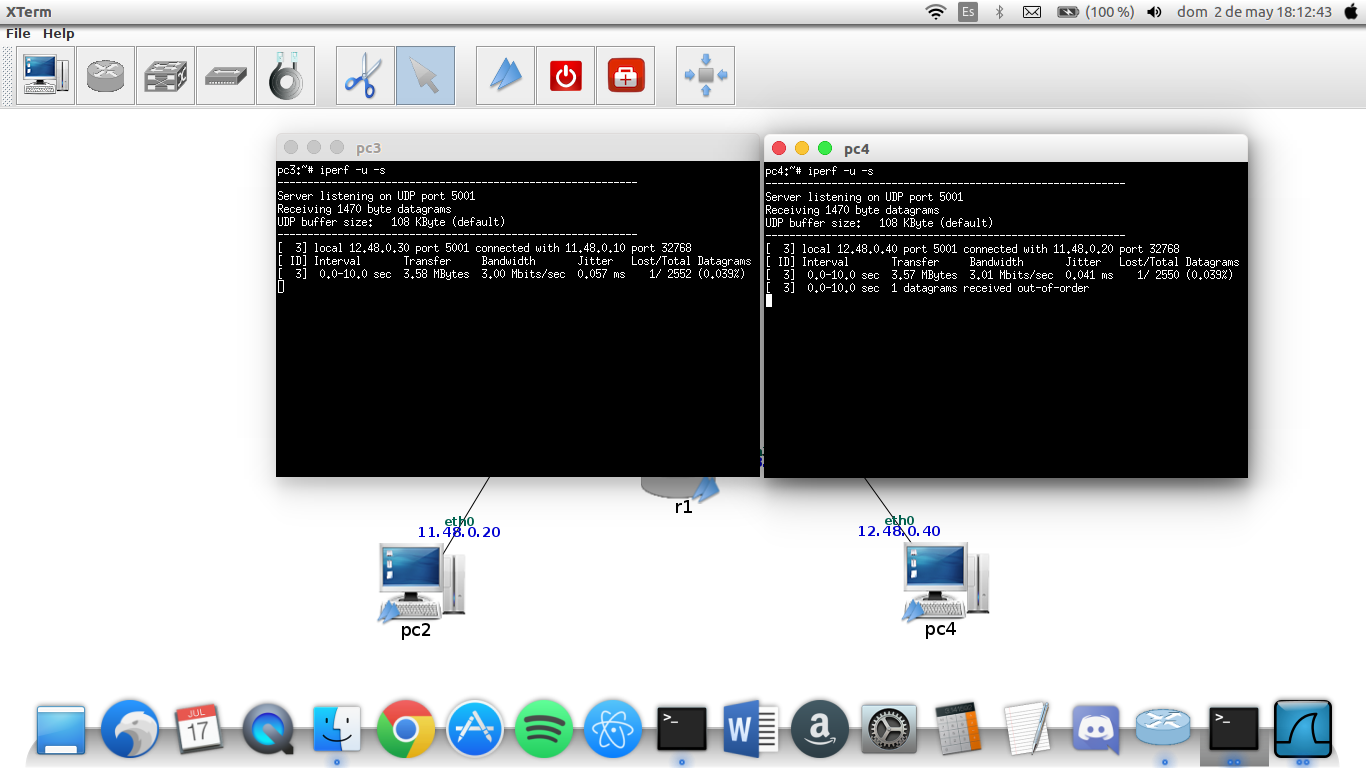 XTerm
Es
(100 %)
dom 2 de may 18:12:43
File Help
pc3
pc3:~# iperf -u -s
------------------------------------------------------------
Server listening on UDP port 5001
Receiving 1470 byte datagrams
UDP buffer size:   108 KByte (default)
------------------------------------------------------------
[  3] local 12.48.0.30 port 5001 connected with 11.48.0.10 port 32768
[ ID] Interval       Transfer     Bandwidth       Jitter   Lost/Total Datagrams
[  3]  0.0-10.0 sec  3.58 MBytes  3.00 Mbits/sec  0.057 ms    1/ 2552 (0.039%)
pc4
pc4:~# iperf -u -s
------------------------------------------------------------
Server listening on UDP port 5001
Receiving 1470 byte datagrams
UDP buffer size:   108 KByte (default)
------------------------------------------------------------
[  3] local 12.48.0.40 port 5001 connected with 11.48.0.20 port 32768
[ ID] Interval       Transfer     Bandwidth       Jitter   Lost/Total Datagrams
[  3]  0.0-10.0 sec  3.57 MBytes  3.01 Mbits/sec  0.041 ms    1/ 2550 (0.039%)
[  3]  0.0-10.0 sec  1 datagrams received out-of-order
r1
eth0
11.48.0.20
pc2
eth0
12.48.0.40
pc4
JUL
17
>_
W
a
>_